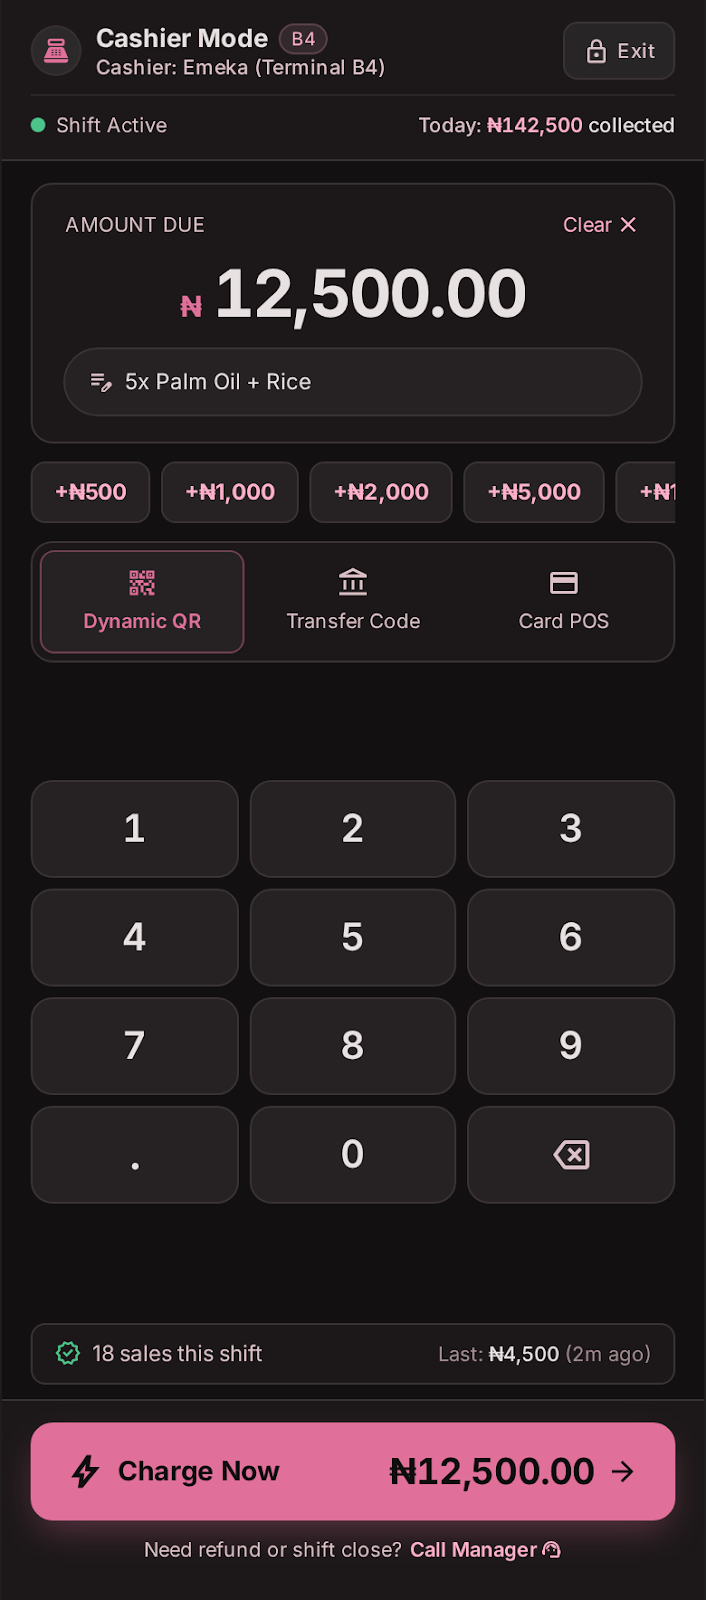 Cashier Mode B4
Cashier: Emeka (Terminal B4)
Exit
Shift Active
Today: ₦142,500 collected
AMOUNT DUE
Clear
₦ 12,500.00
5x Palm Oil + Rice
+₦500 +₦1,000 +₦2,000 +₦5,000 +₦1
Dynamic QR
Transfer Code
Card POS
1 2 3
4 5 6
7 8 9
. 0
18 sales this shift
Last: ₦4,500 (2m ago)
Charge Now ₦12,500.00 →
Need refund or shift close? Call Manager